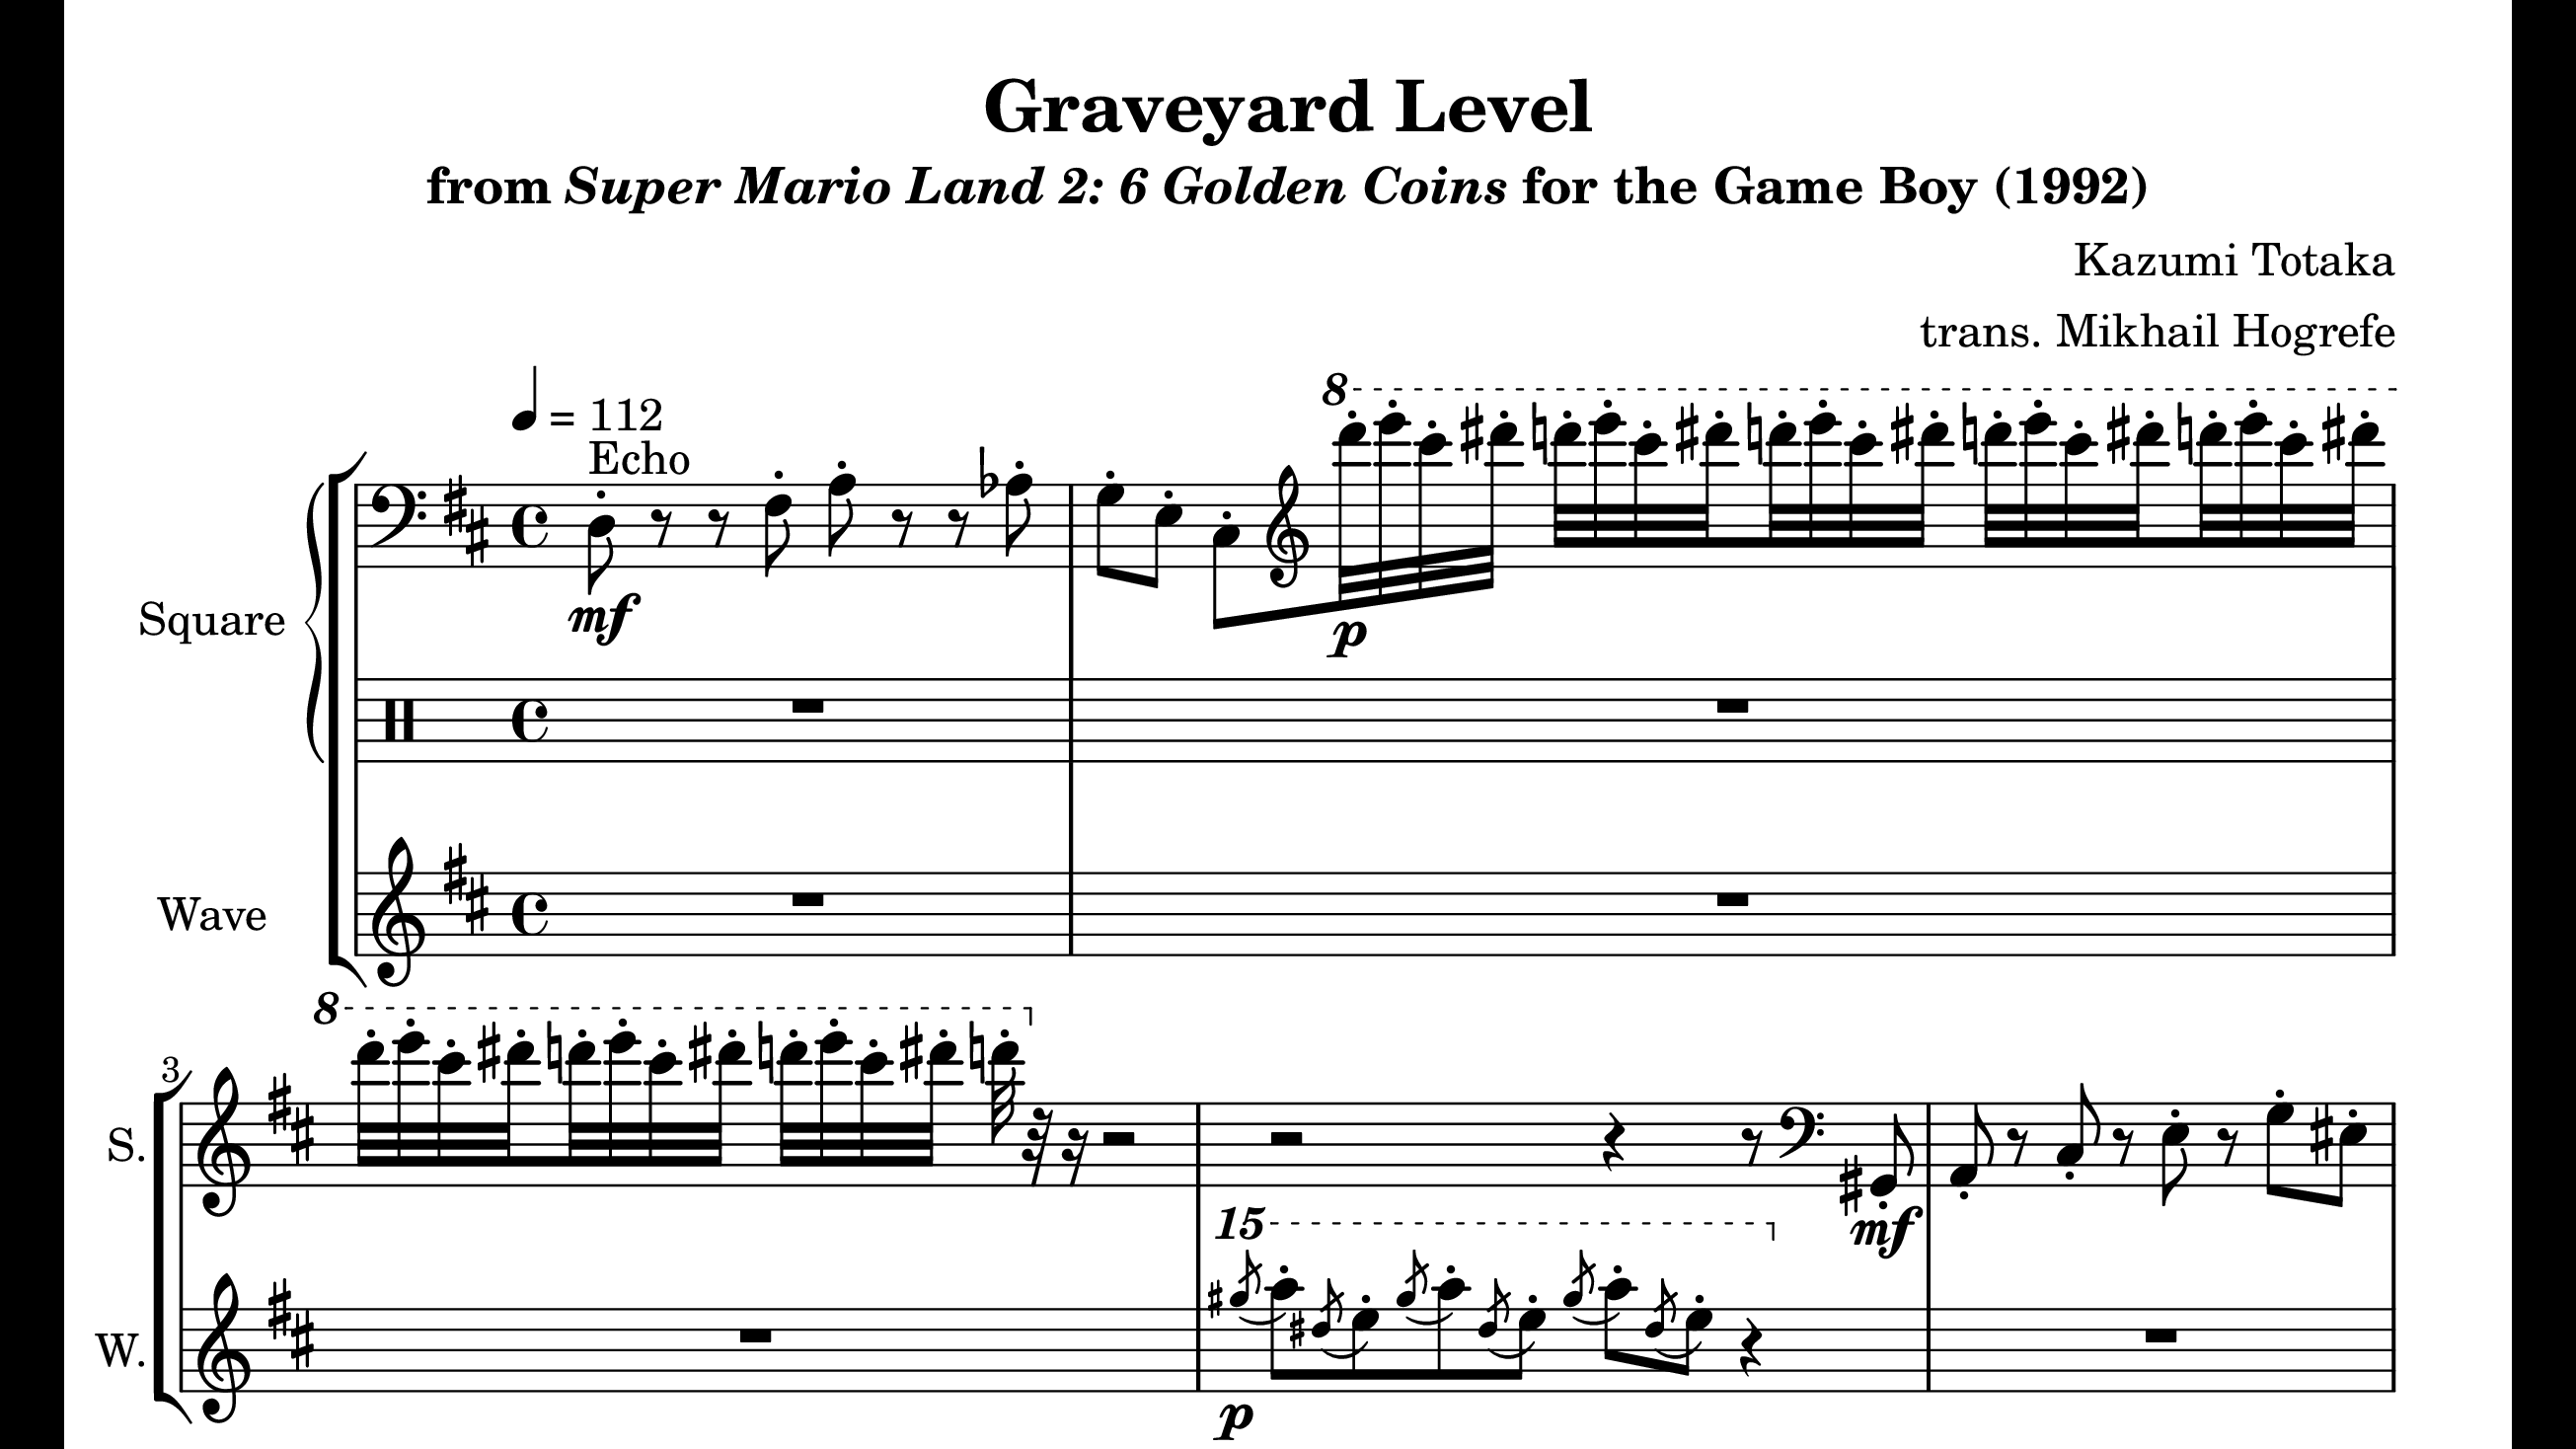 Graveyard Level
from Super Mario Land 2: 6 Golden Coins for the Game Boy (1992)
Kazumi Totaka
trans. Mikhail Hogrefe
= 112
Echo
8
Square
mf
p
Wave
8
3
S.
mf
15
W.
p